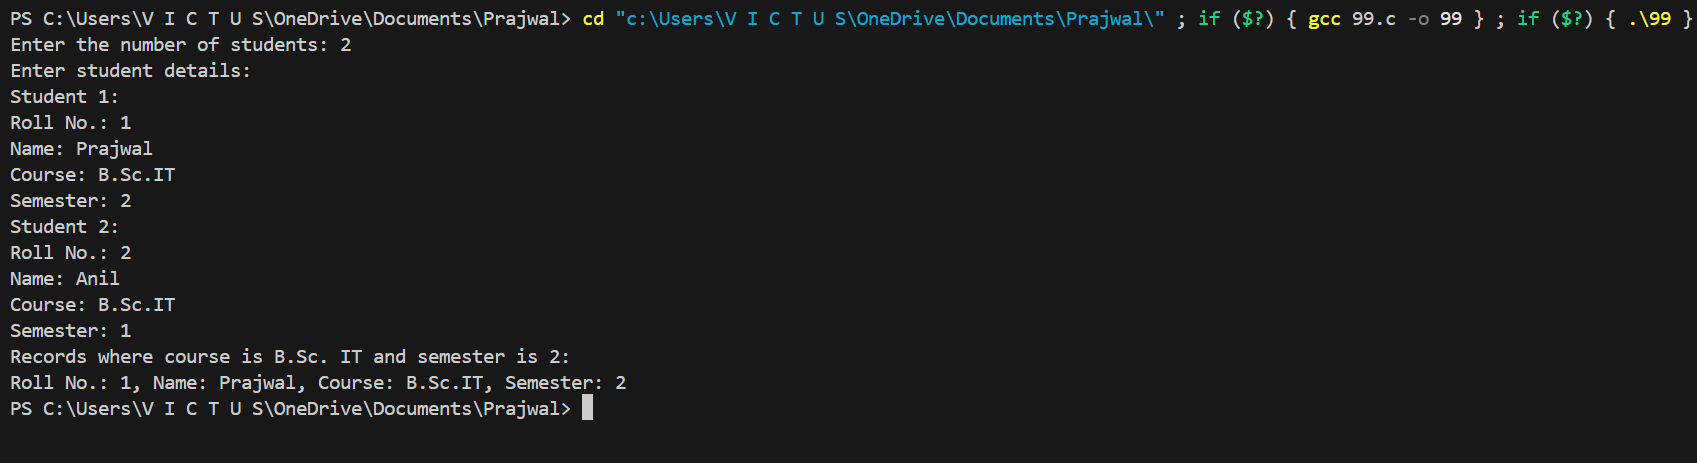 PS C:\Users\V I C T U S\OneDrive\Documents\Prajwal> cd "c:\Users\V I C T U S\OneDrive\Documents\Prajwal\" ; if ($?) { gcc 99.c -o 99 } ; if ($?) { .\99 }
Enter the number of students: 2
Enter student details:
Student 1:
Roll No.: 1
Name: Prajwal
Course: B.Sc.IT
Semester: 2
Student 2:
Roll No.: 2
Name: Anil
Course: B.Sc.IT
Semester: 1
Records where course is B.Sc. IT and semester is 2:
Roll No.: 1, Name: Prajwal, Course: B.Sc.IT, Semester: 2
PS C:\Users\V I C T U S\OneDrive\Documents\Prajwal>